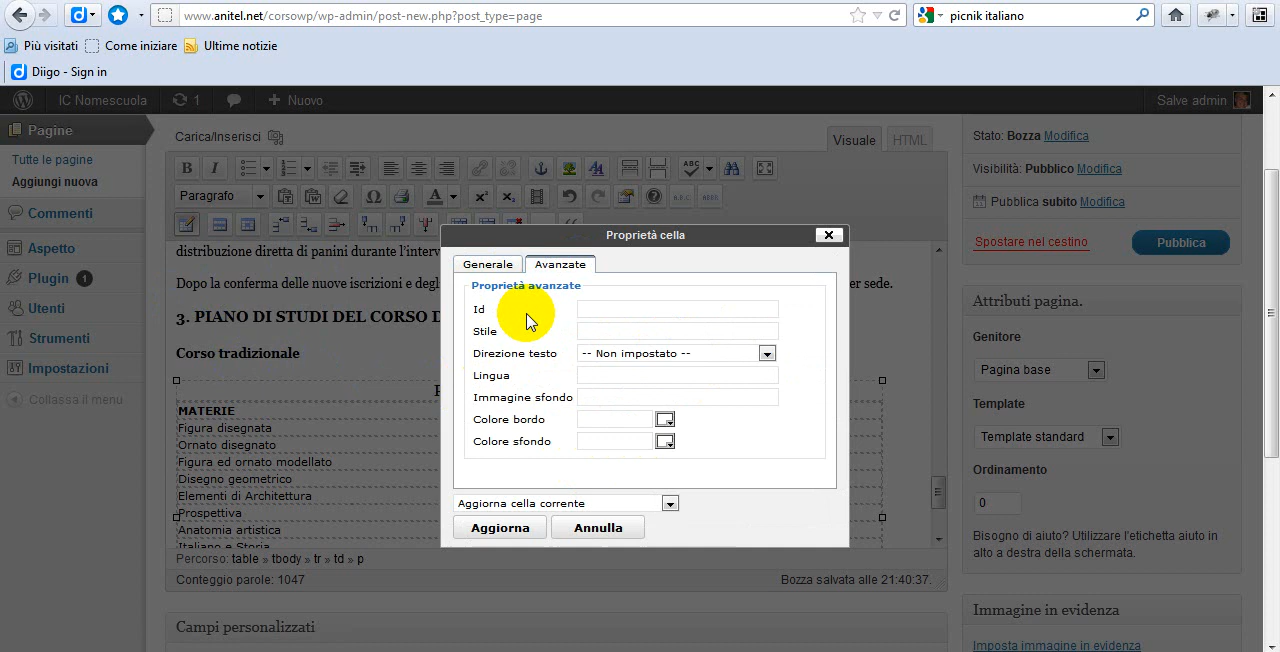 www.anitel.net/corsowp/wp-admin/post-new.php?post_type=page
picnik italiano
Più visitati Come iniziare Ultime notizie
Diigo - Sign in
IC Nomescuola 1 Nuovo Salve admin
Pagine
Tutte le pagine
Aggiungi nuova
Commenti
Aspetto
Plugin 1
Utenti
Strumenti
Impostazioni
Collassa il menu
Carica/Inserisci
Visuale HTML
B I
ABC
Paragrafo
A
distribuzione diretta di panini durante l'interv
Dopo la conferma delle nuove iscrizioni e degli
er sede.
3. PIANO DI STUDI DEL CORSO D
Corso tradizionale
MATERIE
Figura disegnata
Ornato disegnato
Figura ed ornato modellato
Disegno geometrico
Elementi di Architettura
Prospettiva
Anatomia artistica
Italiano e Storia
Percorso: table » tbody » tr » td » p
Conteggio parole: 1047 Bozza salvata alle 21:40:37.
Campi personalizzati
Proprietà cella
Generale Avanzate
Proprietà avanzate
Id
Stile
Direzione testo -- Non impostato --
Lingua
Immagine sfondo
Colore bordo
Colore sfondo
Aggiorna cella corrente
Aggiorna Annulla
Stato: Bozza Modifica
Visibilità: Pubblico Modifica
Pubblica subito Modifica
Spostare nel cestino Pubblica
Attributi pagina.
Genitore
Pagina base
Template
Template standard
Ordinamento
0
Bisogno di aiuto? Utilizzare l'etichetta aiuto in
alto a destra della schermata.
Immagine in evidenza
Imposta immagine in evidenza